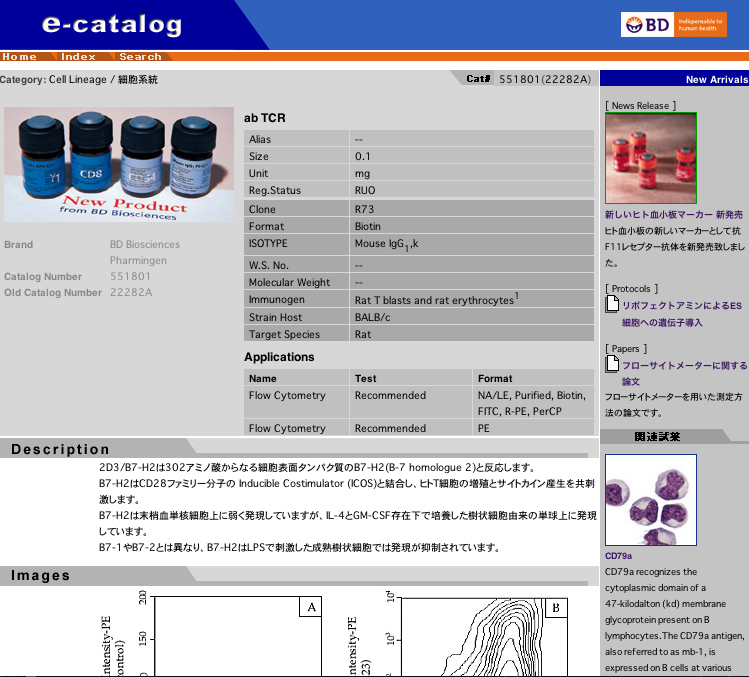 e-catalog
BD
Indispensable to
human health.
Home Index Search
Category: Cell Lineage / 細胞系統
Cat# 551801(22282A)
New Product
from BD Biosciences
CD8
Brand BD Biosciences
Pharmingen
Catalog Number 551801
Old Catalog Number 22282A
ab TCR
Alias --
Size 0.1
Unit mg
Reg.Status RUO
Clone R73
Format Biotin
ISOTYPE Mouse IgG1,k
W.S. No. --
Molecular Weight --
Immunogen Rat T blasts and rat erythrocytes1
Strain Host BALB/c
Target Species Rat
Applications
Name Test Format
Flow Cytometry Recommended NA/LE, Purified, Biotin,
FITC, R-PE, PerCP
Flow Cytometry Recommended PE
Description
2D3/B7-H2は302アミノ酸からなる細胞表面タンパク質のB7-H2(B-7 homologue 2)と反応します。
B7-H2はCD28ファミリー分子の Inducible Costimulator (ICOS)と結合し、ヒトT細胞の増殖とサイトカイン産生を共刺
激します。
B7-H2は末梢血単核細胞上に弱く発現していますが、IL-4とGM-CSF存在下で培養した樹状細胞由来の単球上に発現
しています。
B7-1やB7-2とは異なり、B7-H2はLPSで刺激した成熟樹状細胞では発現が抑制されています。
Images
200
150
A
B
New Arrivals
[ News Release ]
新しいヒト血小板マーカー 新発売
ヒト血小板の新しいマーカーとして抗
F11レセプター抗体を新発売致しまし
た。
[ Protocols ]
リポフェクトアミンによるES
細胞への遺伝子導入
[ Papers ]
フローサイトメーターに関する
論文
フローサイトメーターを用いた測定方
法の論文です。
関連試薬
CD79a
CD79a recognizes the
cytoplasmic domain of a
47-kilodalton (kd) membrane
glycoprotein present on B
lymphocytes.The CD79a antigen,
also referred to as mb-1, is
expressed on B cells at various